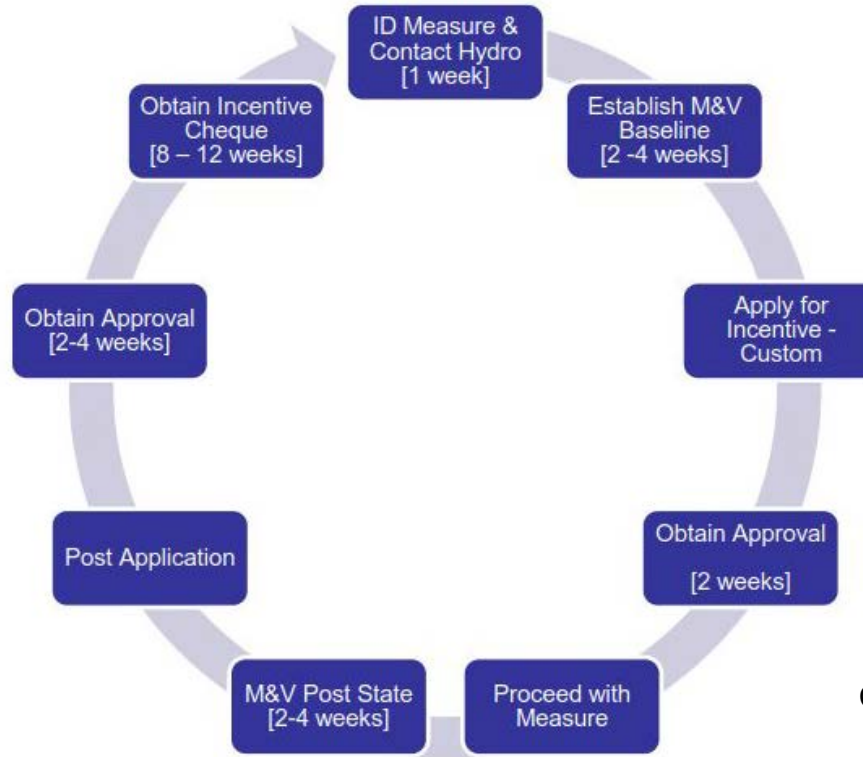 ID Measure &
Contact Hydro
[1 week]
Establish M&V
Baseline
[2 -4 weeks]
Apply for
Incentive -
Custom
Obtain Approval
[2 weeks]
Proceed with
Measure
M&V Post State
[2-4 weeks]
Post Application
Obtain Approval
[2-4 weeks]
Obtain Incentive
Cheque
[8 – 12 weeks]